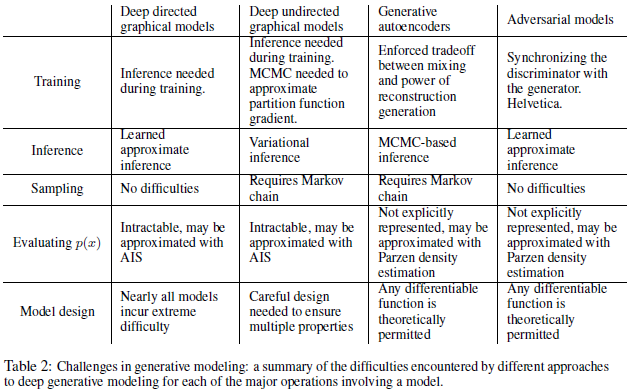 Deep directed graphical models
Deep undirected graphical models
Generative autoencoders
Adversarial models
Training
Inference needed during training.
Inference needed during training. MCMC needed to approximate partition function gradient.
Enforced tradeoff between mixing and power of reconstruction generation
Synchronizing the discriminator with the generator. Helvetica.
Inference
Learned approximate inference
Variational inference
MCMC-based inference
Learned approximate inference
Sampling
No difficulties
Requires Markov chain
Requires Markov chain
No difficulties
Evaluating p(x)
Intractable, may be approximated with AIS
Intractable, may be approximated with AIS
Not explicitly represented, may be approximated with Parzen density estimation
Not explicitly represented, may be approximated with Parzen density estimation
Model design
Nearly all models incur extreme difficulty
Careful design needed to ensure multiple properties
Any differentiable function is theoretically permitted
Any differentiable function is theoretically permitted
Table 2: Challenges in generative modeling: a summary of the difficulties encountered by different approaches
to deep generative modeling for each of the major operations involving a model.